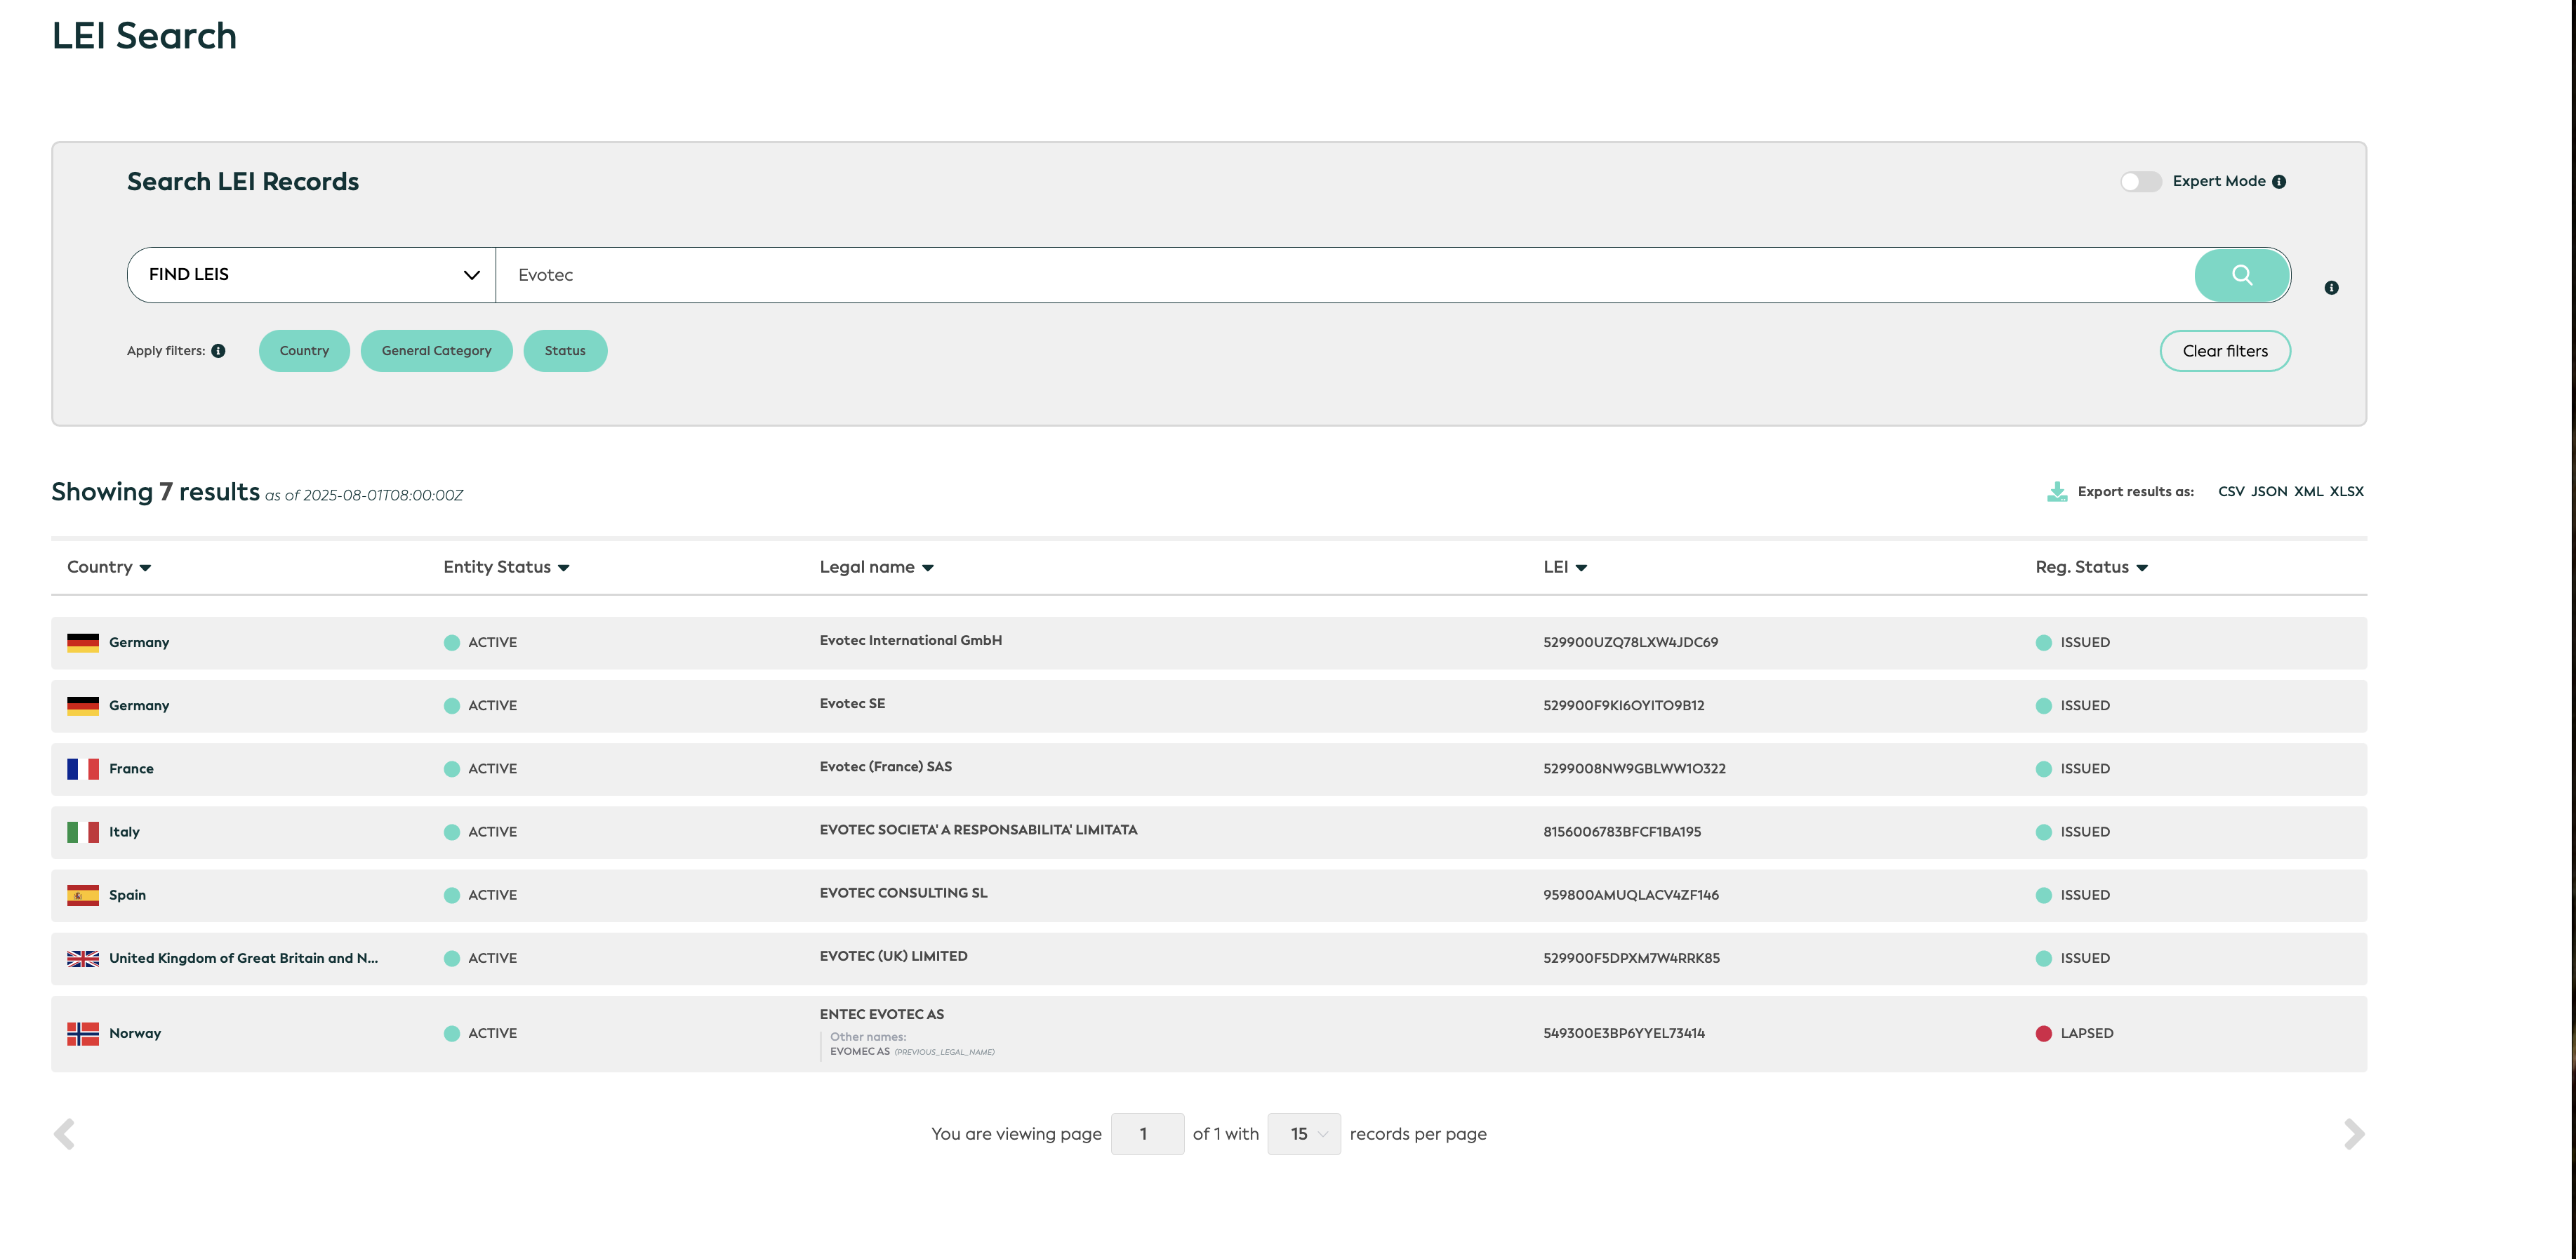 LEI Search
Search LEI Records
Expert Mode
FIND LEIS Evotec
Apply filters: Country General Category Status Clear filters
Showing 7 results as of 2025-08-01T08:00:00Z Export results as: CSV JSON XML XLSX
Country Entity Status Legal name LEI Reg. Status
Germany ACTIVE Evotec International GmbH 529900UZQ78LXW4JDC69 ISSUED
Germany ACTIVE Evotec SE 529900F9KI6OYITO9B12 ISSUED
France ACTIVE Evotec (France) SAS 5299008NW9GBLWW1O322 ISSUED
Italy ACTIVE EVOTEC SOCIETA' A RESPONSABILITA' LIMITATA 8156006783BFCF1BA195 ISSUED
Spain ACTIVE EVOTEC CONSULTING SL 959800AMUQLACV4ZF146 ISSUED
United Kingdom of Great Britain and N... ACTIVE EVOTEC (UK) LIMITED 529900F5DPXM7W4RRK85 ISSUED
Norway ACTIVE ENTEC EVOTEC AS 549300E3BP6YYEL73414 LAPSED
Other names:
EVOMEC AS (PREVIOUS_LEGAL_NAME)
You are viewing page 1 of 1 with 15 records per page